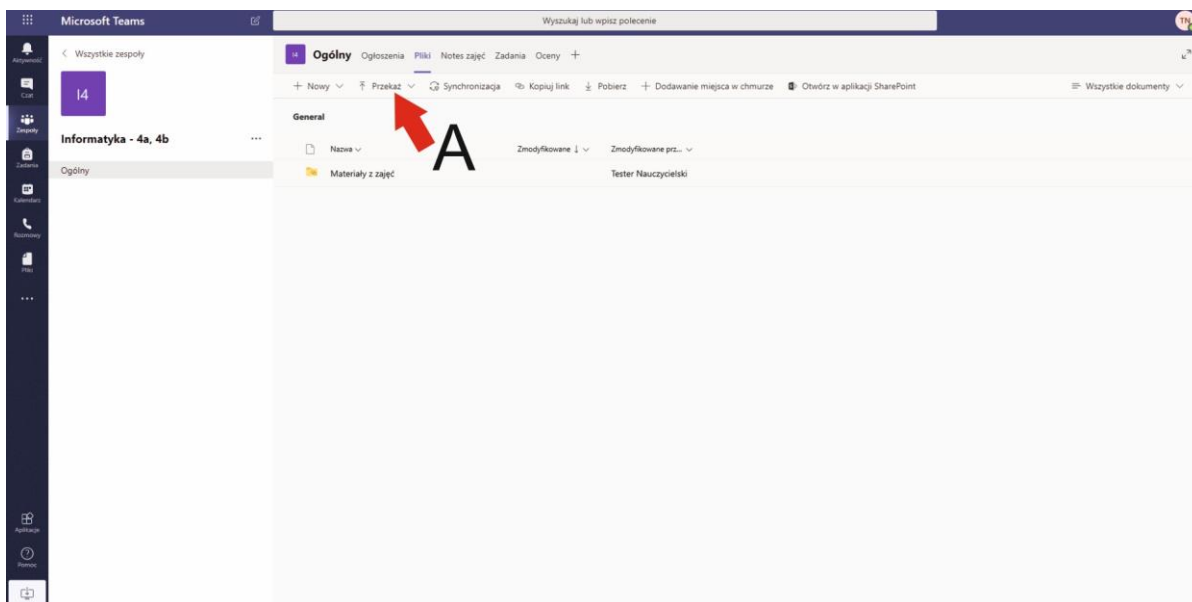 Microsoft Teams
Wyszukaj lub wpisz polecenie
TN
Aktywność
Czat
Zespoły
Zadania
Kalendarz
Rozmowy
Pliki
Aplikacje
Pomoc
Wszystkie zespoły
I4
Informatyka - 4a, 4b
Ogólny
I4 Ogólny Ogłoszenia Pliki Notes zajęć Zadania Oceny
Nowy Przekaż Synchronizacja Kopiuj link Pobierz Dodawanie miejsca w chmurze Otwórz w aplikacji SharePoint Wszystkie dokumenty
General
A
Nazwa Zmodyfikowane Zmodyfikowane prz...
Materiały z zajęć Tester Nauczycielski